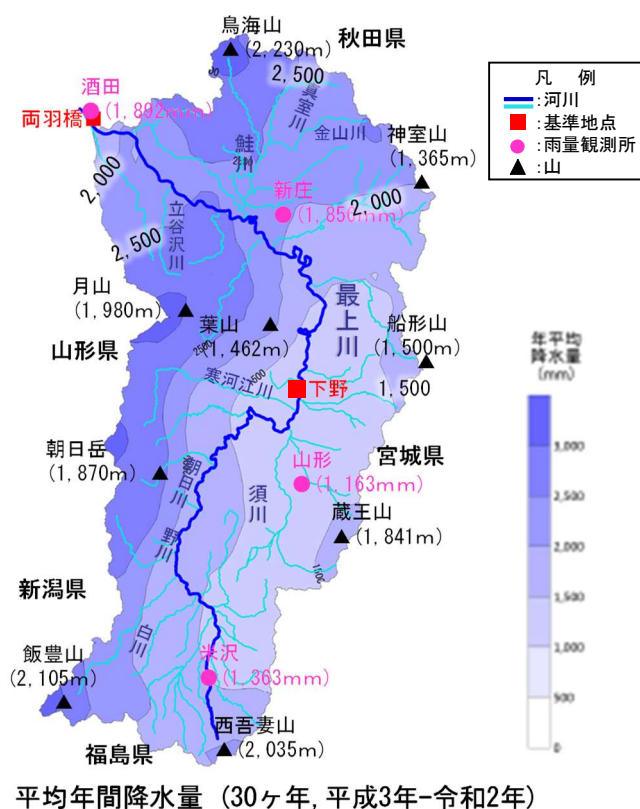 鳥海山
(2,230m)
秋田県
凡 例
:河川
:基準地点
:雨量観測所
:山
酒田
(1,892mm)
両羽橋
2,500
真室川
金山川
鮭川
神室山
(1,365m)
2,000
新庄
(1,856mm)
2,000
立谷沢川
2,500
月山
(1,980m)
葉山
(1,462m)
最上川
船形山
(1,500m)
山形県
2500
寒河江川
1500
下野
1,500
年平均
降水量
(mm)
3,000
2,500
2,000
1,500
1,000
500
0
朝日岳
(1,870m)
朝日川
須川
山形
(1,163mm)
宮城県
蔵王山
(1,841m)
1500
野川
新潟県
白川
飯豊山
(2,105m)
米沢
(1,363mm)
西吾妻山
(2,035m)
福島県
平均年間降水量 (30ヶ年,平成3年-令和2年)